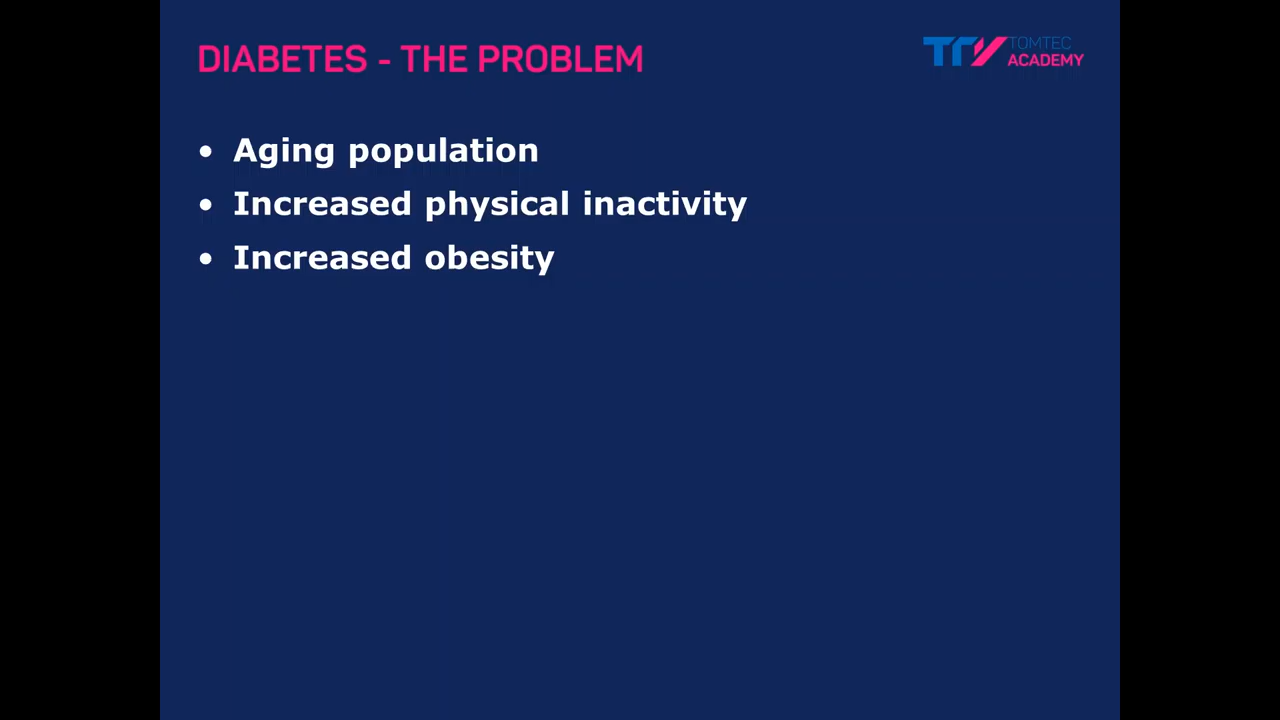 DIABETES - THE PROBLEM
TOMTEC
ACADEMY
• Aging population
• Increased physical inactivity
• Increased obesity